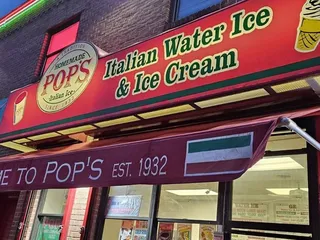 HOMEMADE
POP'S
Italian Ice
Italian Water Ice
& Ice Cream
ME TO POP'S EST. 1932